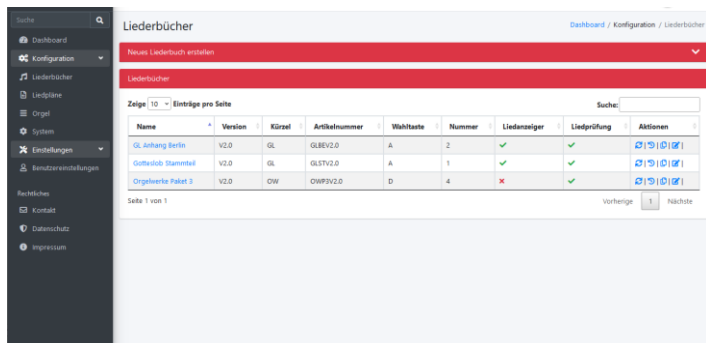 Suche
Dashboard
Konfiguration
Liederbücher
Liedpläne
Orgel
System
Einstellungen
Benutzereinstellungen
Rechtliches
Kontakt
Datenschutz
Impressum
Liederbücher
Dashboard / Konfiguration / Liederbücher
Neues Liederbuch erstellen
Liederbücher
Zeige 10 Einträge pro Seite
Suche:
Name Version Kürzel Artikelnummer Wahltaste Nummer Liedanzeiger Liedprüfung Aktionen
GL Anhang Berlin V2.0 GL GLBEV2.0 A 2
Gotteslob Stammteil V2.0 GL GLSTV2.0 A 1
Orgelwerke Paket 3 V2.0 OW OWP3V2.0 D 4
Seite 1 von 1
Vorherige 1 Nächste